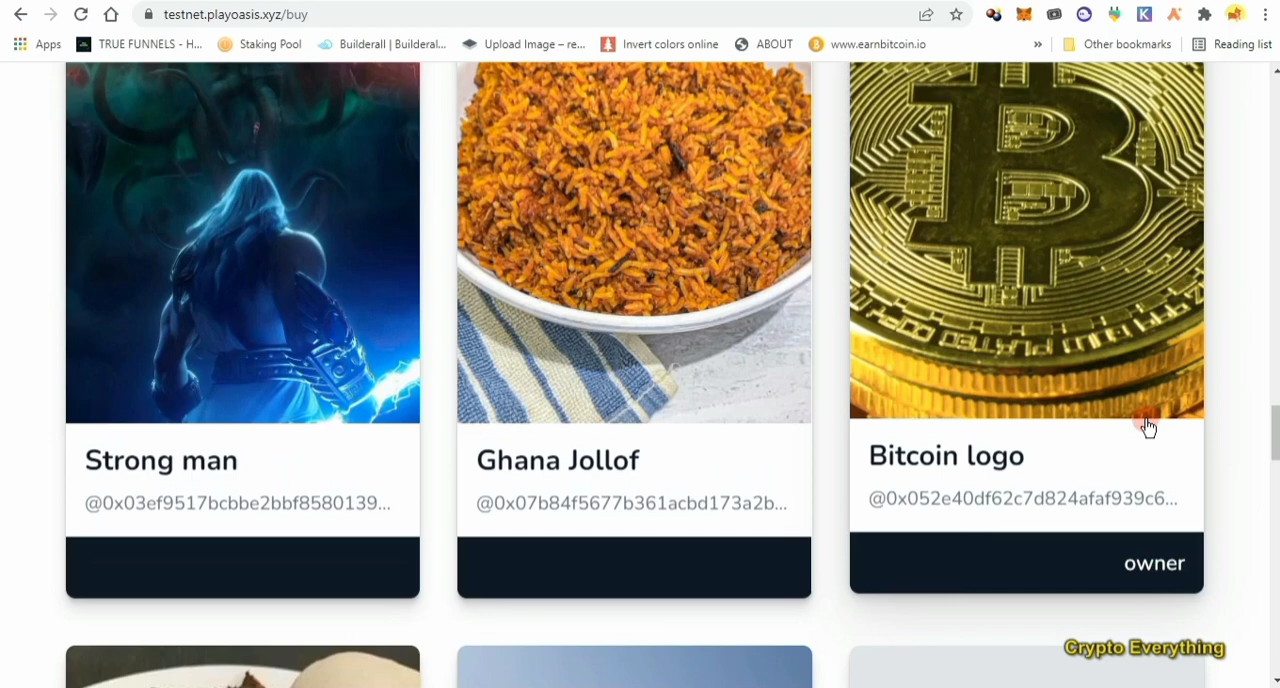 testnet.playoasis.xyz/buy
Apps
TRUE FUNNELS - H...
Staking Pool
Builderall | Builderal...
Upload Image – re...
Invert colors online
ABOUT
www.earnbitcoin.io
»
Other bookmarks
Reading list
Strong man
Ghana Jollof
Bitcoin logo
@0x03ef9517bcbbe2bbf8580139...
@0x07b84f5677b361acbd173a2b...
@0x052e40df62c7d824afaf939c6...
owner
Crypto Everything